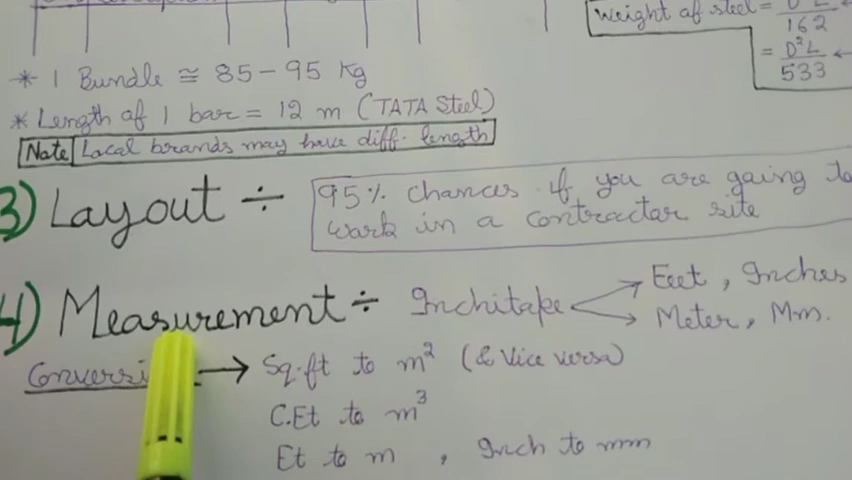 Weight of steel = D²L / 162
= D²L / 533
* 1 Bundle ≅ 85-95 Kg
* Length of 1 bar = 12 m (TATA Steel)
Note Local brands may have diff. length
3) Layout ÷ 95% chances if you are going to
work in a contractor site
4) Measurement ÷ Inchitape
Feet, Inches
Meter, Mm.
→ Sq.ft to m² (& Vice versa)
C.Ft to m³
Ft to m , Inch to mm